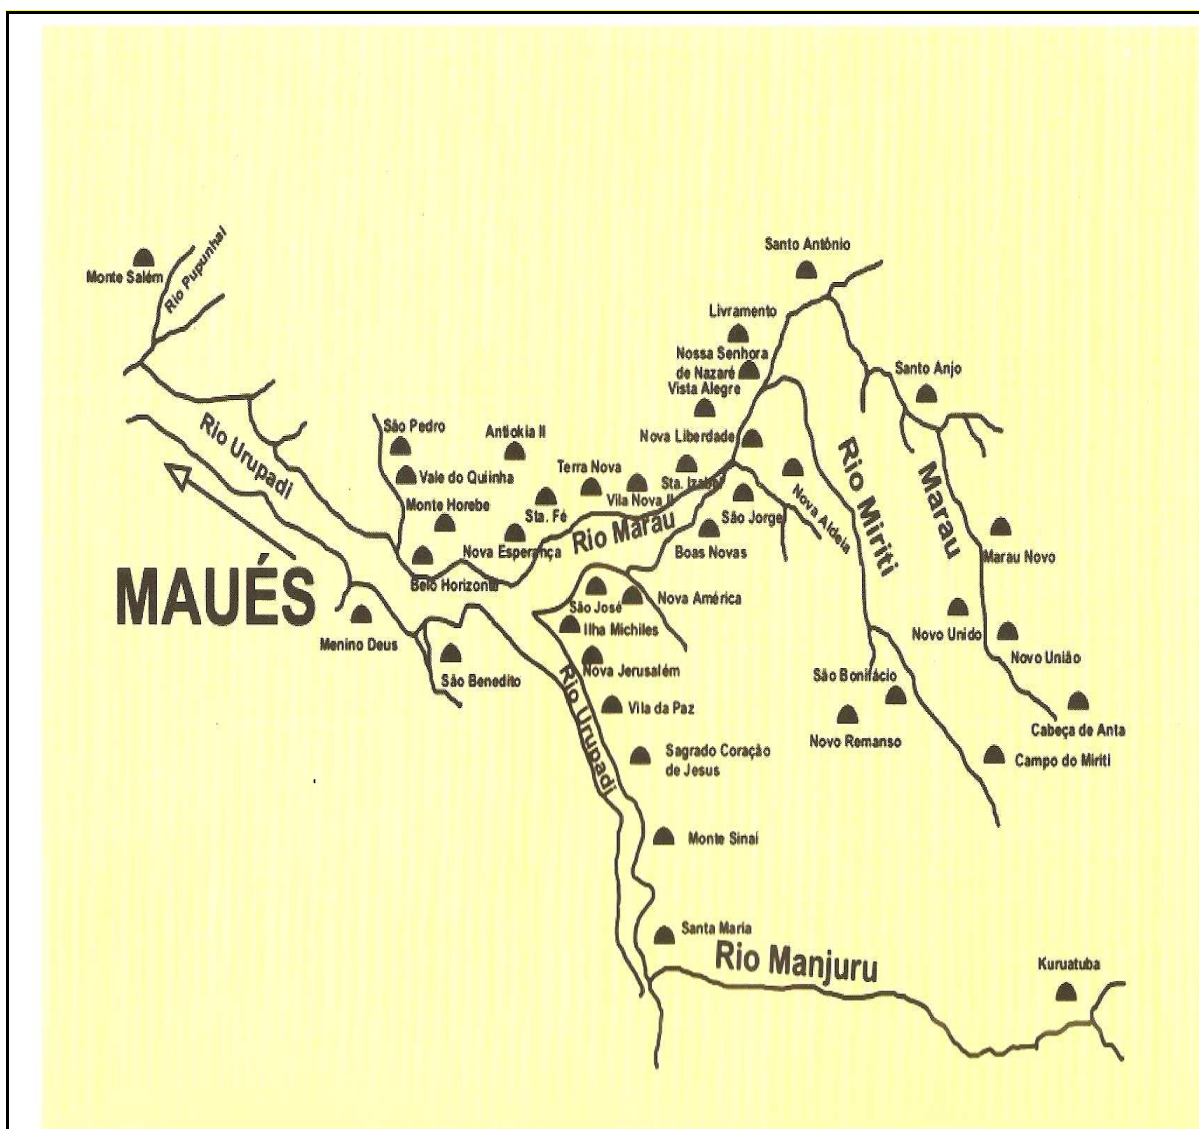 Santo Antônio
Monte Salém
Rio Pupunhal
Livramento
Nossa Senhora
de Nazaré
Santo Anjo
Vista Alegre
São Pedro
Antiokia II
Nova Liberdade
Rio Urupadi
Vale do Quiinha
Terra Nova
Sta. Izabel
Vila Nova II
Monte Horebe
Sta. Fé
São Jorge
Nova Aldeia
Rio Miriti
Marau
Rio Marau
Nova Esperança
Boas Novas
Marau Novo
Belo Horizonte
MAUÉS
São José
Nova América
Ilha Michiles
Menino Deus
Novo Unido
Novo União
São Benedito
Nova Jerusalém
São Bonifácio
Rio Urupadi
Vila da Paz
Novo Remanso
Cabeça de Anta
Sagrado Coração
de Jesus
Campo do Miriti
Monte Sinai
Santa Maria
Rio Manjuru
Kuruatuba